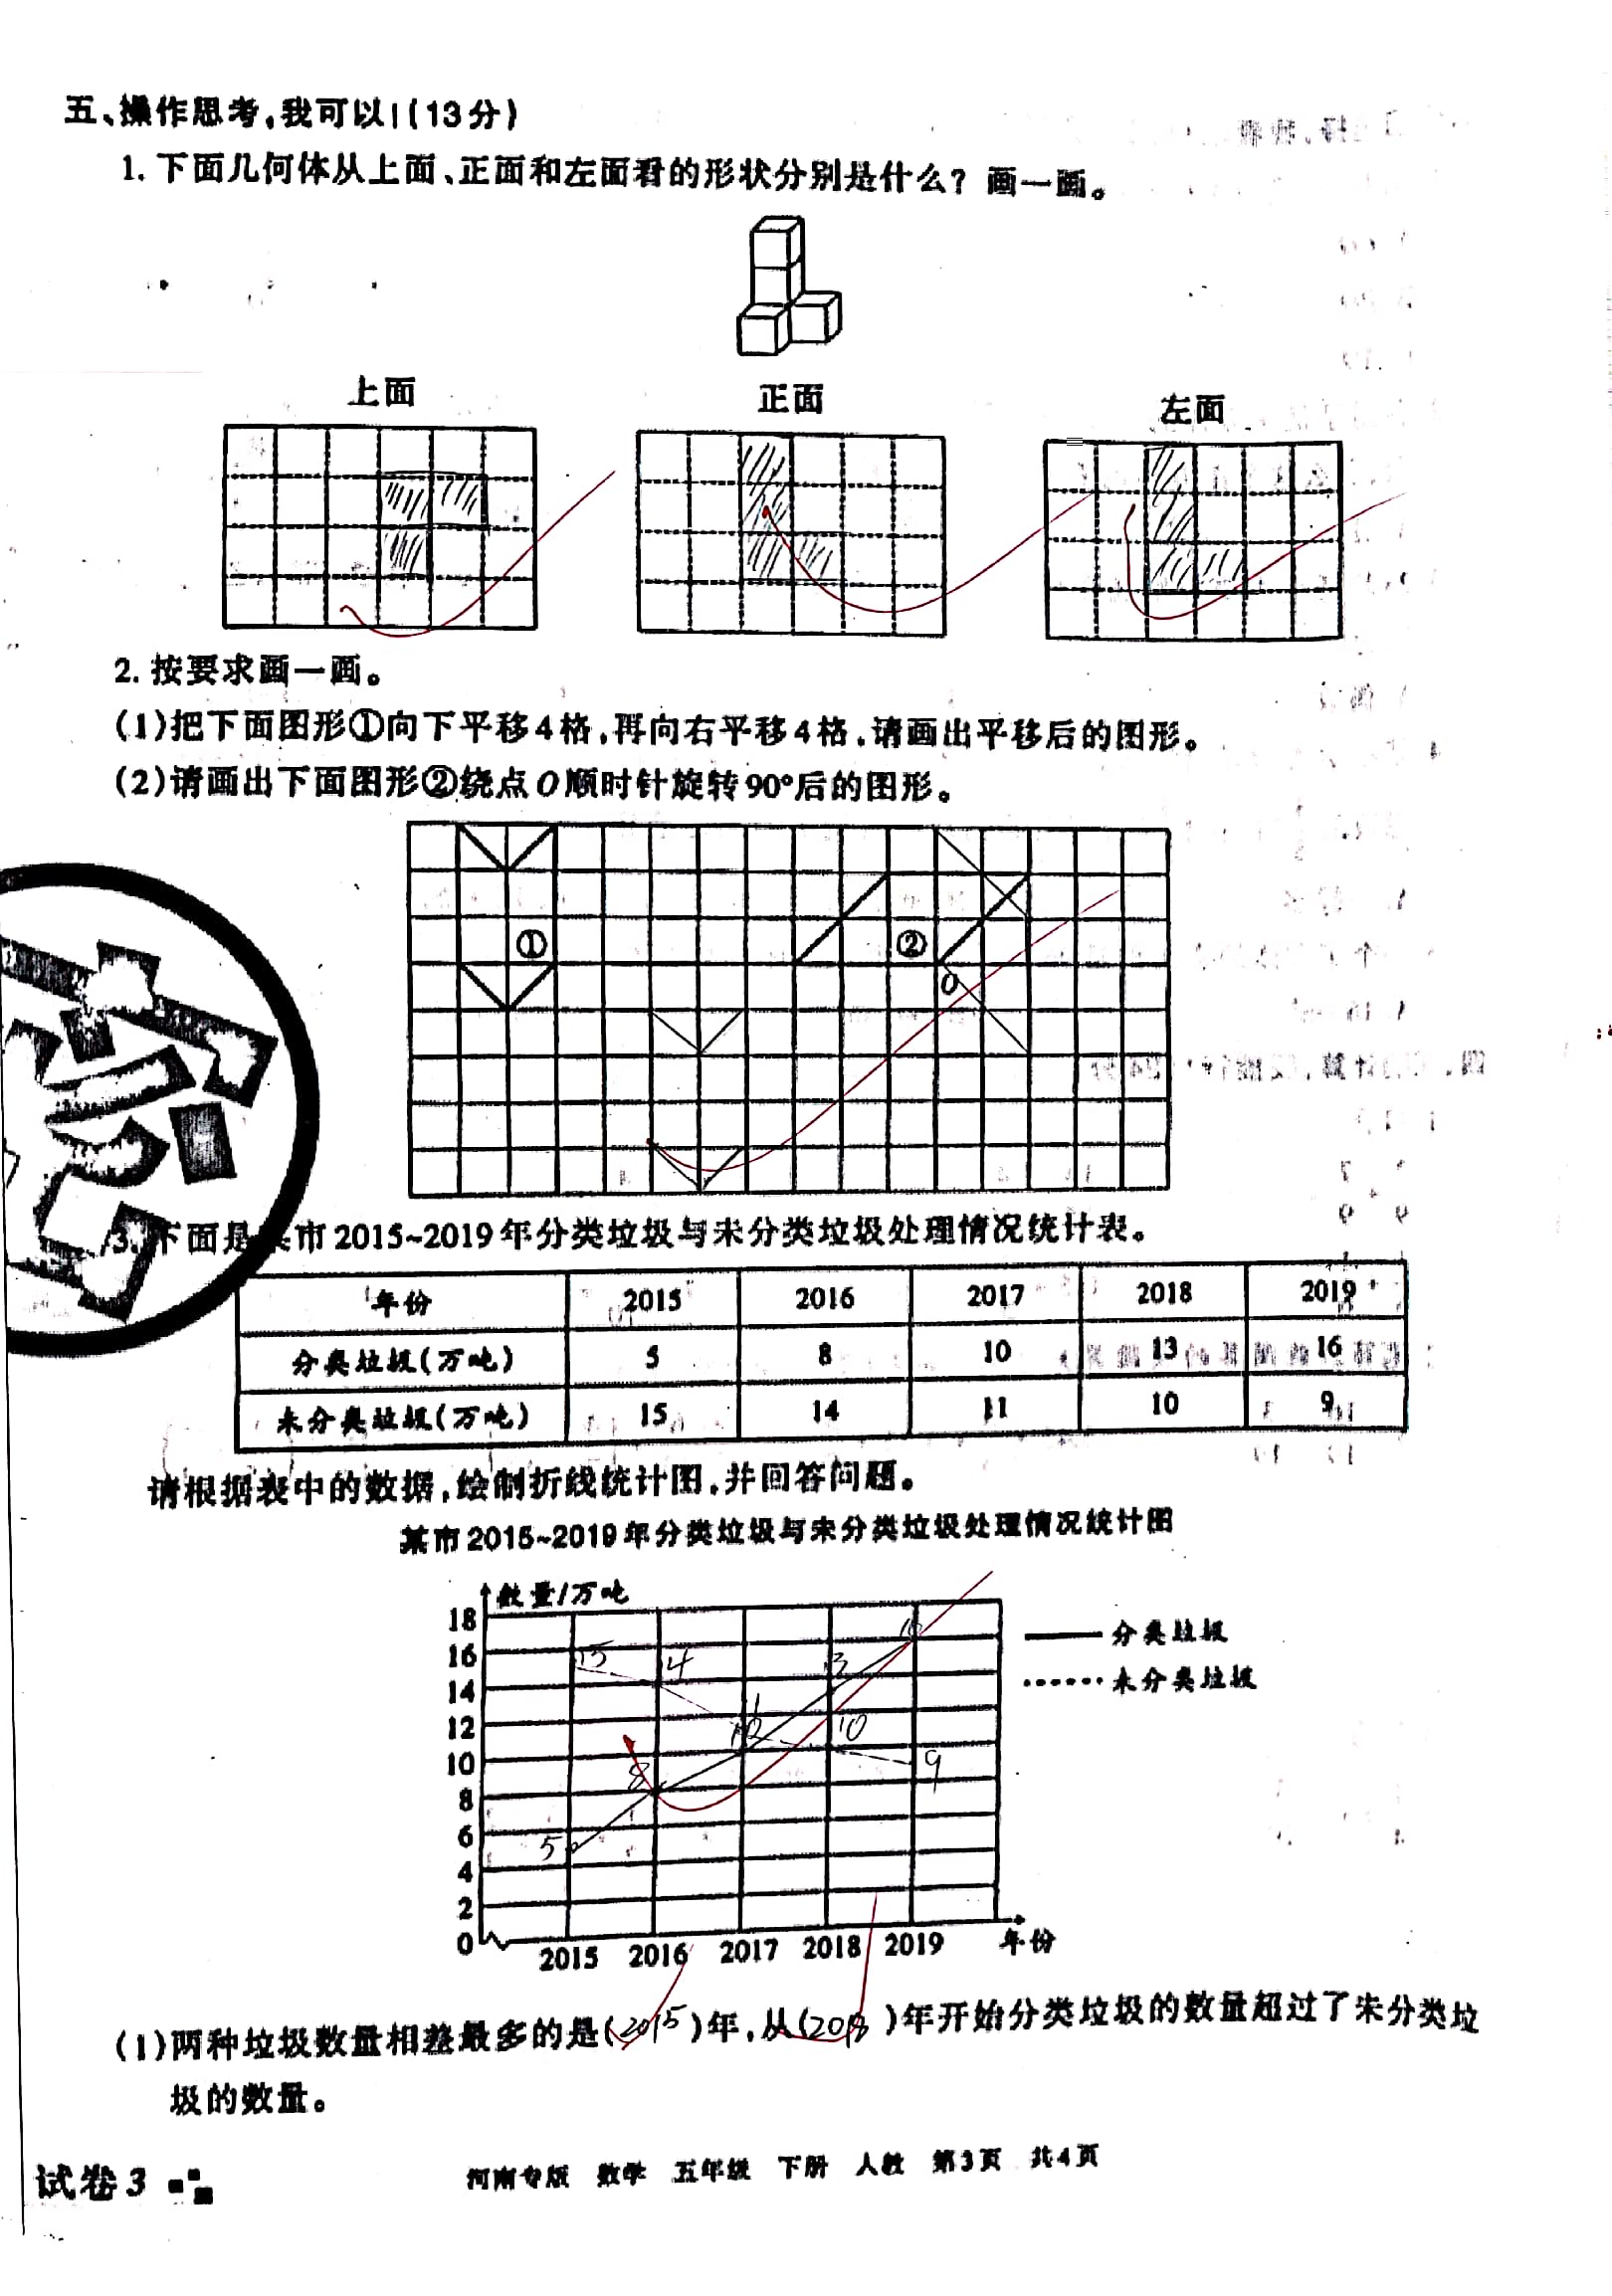 五、操作思考,我可以!(13分)
1. 下面几何体从上面、正面和左面看的形状分别是什么? 画一画。
上面 正面 左面
2. 按要求画一画。
(1)把下面图形①向下平移4格,再向右平移4格,请画出平移后的图形。
(2)请画出下面图形②绕点O顺时针旋转90°后的图形。
① ②
O
3. 下面是某市2015~2019年分类垃圾与未分类垃圾处理情况统计表。
年份 2015 2016 2017 2018 2019
分类垃圾(万吨) 5 8 10 13 16
未分类垃圾(万吨) 15 14 11 10 9
请根据表中的数据,绘制折线统计图,并回答问题。
某市2015~2019年分类垃圾与未分类垃圾处理情况统计图
数量/万吨
18
16 15 14 13 16
14
12 11
10 10 10 9
8 8
6 5
4
2
0
2015 2016 2017 2018 2019 年份
分类垃圾
未分类垃圾
(1)两种垃圾数量相差最多的是(2015)年,从(2018)年开始分类垃圾的数量超过了未分类垃
圾的数量。
试卷3
河南专版 数学 五年级 下册 人教 第3页 共4页